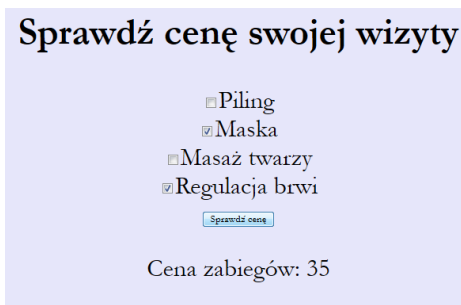 Sprawdź cenę swojej wizyty
Piling
Maska
Masaż twarzy
Regulacja brwi
Sprawdź cenę
Cena zabiegów: 35